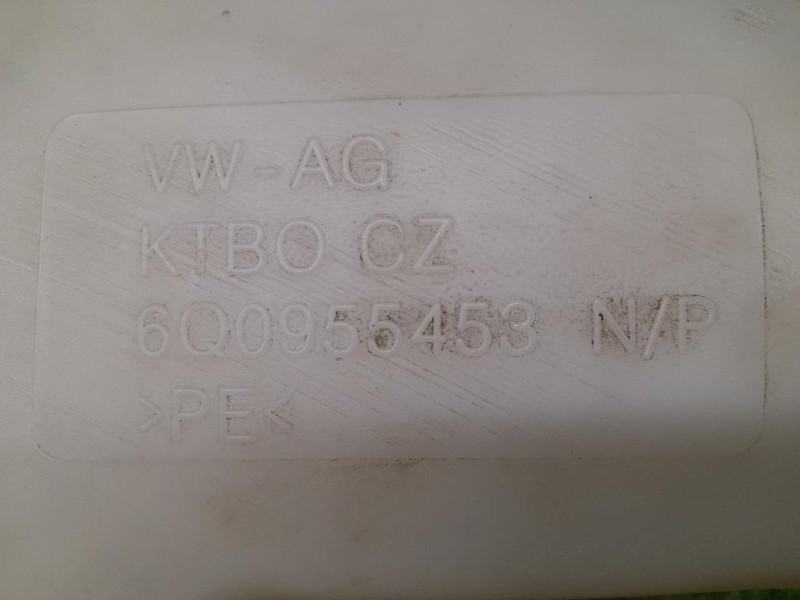 VW-AG
KTBO CZ
6Q0955453 N/P
>PE<